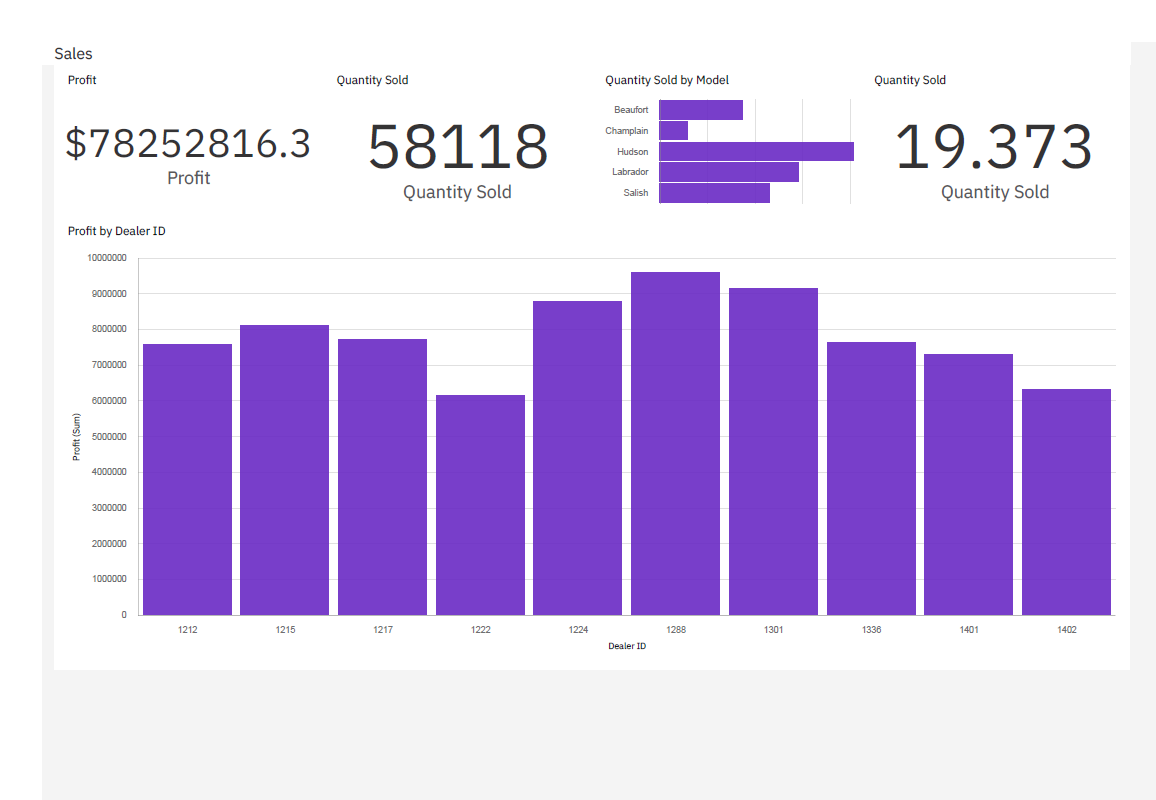 Sales
Profit
$78252816.3
Profit
Quantity Sold
58118
Quantity Sold
Quantity Sold by Model
Beaufort
Champlain
Hudson
Labrador
Salish
Quantity Sold
19.373
Quantity Sold
Profit by Dealer ID
Profit (Sum)
10000000
9000000
8000000
7000000
6000000
5000000
4000000
3000000
2000000
1000000
0
1212 1215 1217 1222 1224 1288 1301 1336 1401 1402
Dealer ID